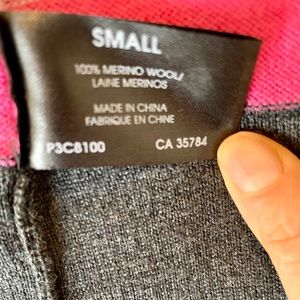 SMALL
100% MERINO WOOL/
LAINE MERINOS
MADE IN CHINA
FABRIQUE EN CHINE
P3C8100 CA 35784